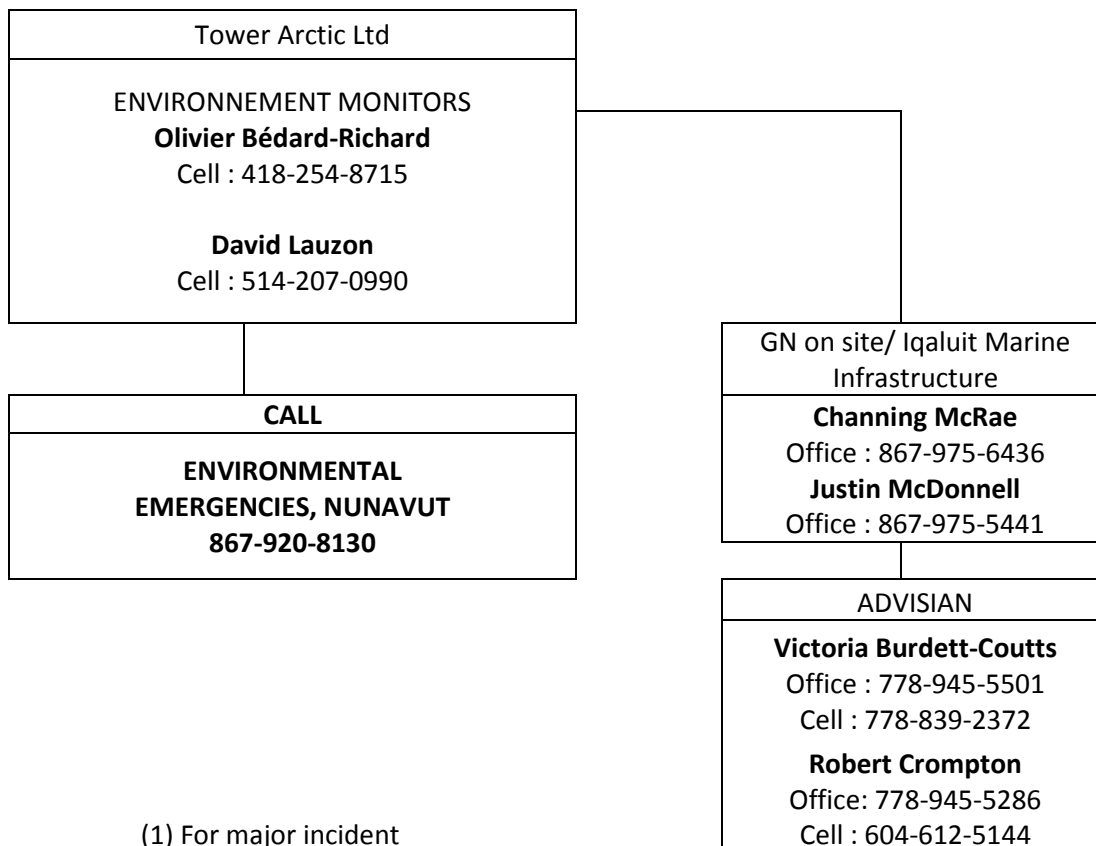 Tower Arctic Ltd
ENVIRONNEMENT MONITORS
Olivier Bédard-Richard
Cell : 418-254-8715
David Lauzon
Cell : 514-207-0990
CALL
ENVIRONMENTAL
EMERGENCIES, NUNAVUT
867-920-8130
GN on site/ Iqaluit Marine
Infrastructure
Channing McRae
Office : 867-975-6436
Justin McDonnell
Office : 867-975-5441
ADVISIAN
Victoria Burdett-Coutts
Office : 778-945-5501
Cell : 778-839-2372
Robert Crompton
Office: 778-945-5286
Cell : 604-612-5144
(1) For major incident